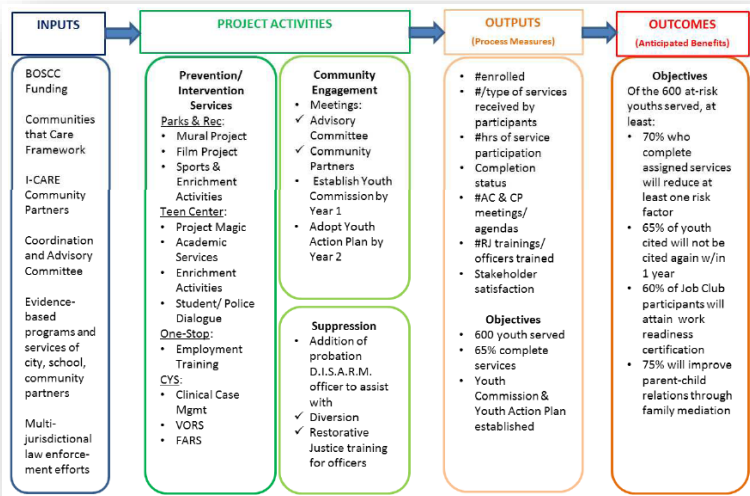 INPUTS
PROJECT ACTIVITIES
OUTPUTS
(Process Measures)
OUTCOMES
(Anticipated Benefits)
BOSCC
Funding
Communities
that Care
Framework
I-CARE
Community
Partners
Coordination
and Advisory
Committee
Evidence-
based
programs and
services of
city, school,
community
partners
Multi-
jurisdictional
law enforce-
ment efforts
Prevention/
Intervention
Services
Parks & Rec:
• Mural Project
• Film Project
• Sports &
Enrichment
Activities
Teen Center:
• Project Magic
• Academic
Services
• Enrichment
Activities
• Student/ Police
Dialogue
One-Stop:
• Employment
Training
CYS:
• Clinical Case
Mgmt
• VORS
• FARS
Community
Engagement
• Meetings:
✓ Advisory
Committee
✓ Community
Partners
• Establish Youth
Commission by
Year 1
• Adopt Youth
Action Plan by
Year 2
Suppression
• Addition of
probation
D.I.S.A.R.M.
officer to assist
with
✓ Diversion
✓ Restorative
Justice training
for officers
• #enrolled
• #/type of services
received by
participants
• #hrs of service
participation
• Completion
status
• #AC & CP
meetings/
agendas
• #RJ trainings/
officers trained
• Stakeholder
satisfaction
Objectives
• 600 youth served
• 65% complete
services
• Youth
Commission &
Youth Action Plan
established
Objectives
Of the 600 at-risk
youths served, at
least:
• 70% who
complete
assigned services
will reduce at
least one risk
factor
• 65% of youth
cited will not be
cited again w/in
1 year
• 60% of Job Club
participants will
attain work
readiness
certification
• 75% will improve
parent-child
relations through
family mediation